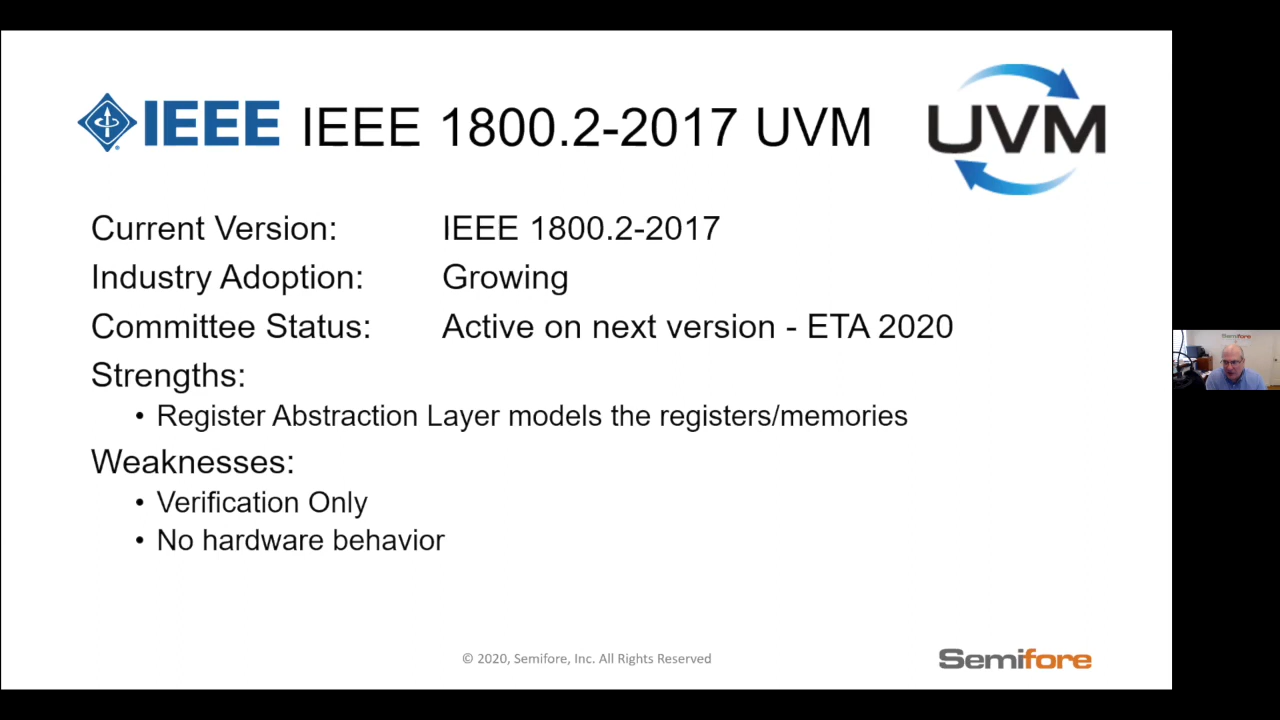 IEEE IEEE 1800.2-2017 UVM UVM
Current Version: IEEE 1800.2-2017
Industry Adoption: Growing
Committee Status: Active on next version - ETA 2020
Strengths:
• Register Abstraction Layer models the registers/memories
Weaknesses:
• Verification Only
• No hardware behavior
© 2020, Semifore, Inc. All Rights Reserved
Semifore
Semifore